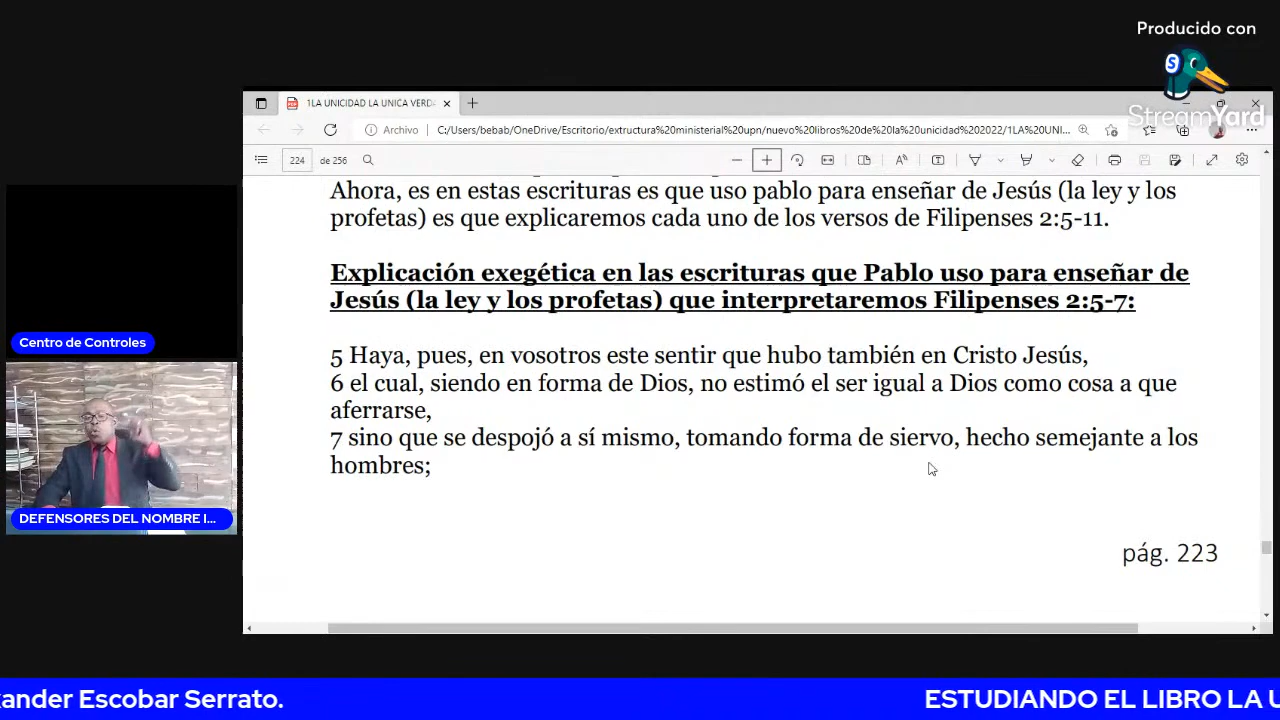 Producido con
StreamYard
1LA UNICIDAD LA UNICA VERD
Archivo
C:/Users/bebab/OneDrive/Escritorio/extructura%20ministerial%20upn/nuevo%20libros%20de%20la%20unicidad%202022/1LA%20UNI...
224 de 256
Ahora, es en estas escrituras es que uso pablo para enseñar de Jesús (la ley y los
profetas) es que explicaremos cada uno de los versos de Filipenses 2:5-11.
Explicación exegética en las escrituras que Pablo uso para enseñar de
Jesús (la ley y los profetas) que interpretaremos Filipenses 2:5-7:
5 Haya, pues, en vosotros este sentir que hubo también en Cristo Jesús,
6 el cual, siendo en forma de Dios, no estimó el ser igual a Dios como cosa a que
aferrarse,
7 sino que se despojó a sí mismo, tomando forma de siervo, hecho semejante a los
hombres;
pág. 223
Centro de Controles
DEFENSORES DEL NOMBRE I...
xander Escobar Serrato.
ESTUDIANDO EL LIBRO LA U